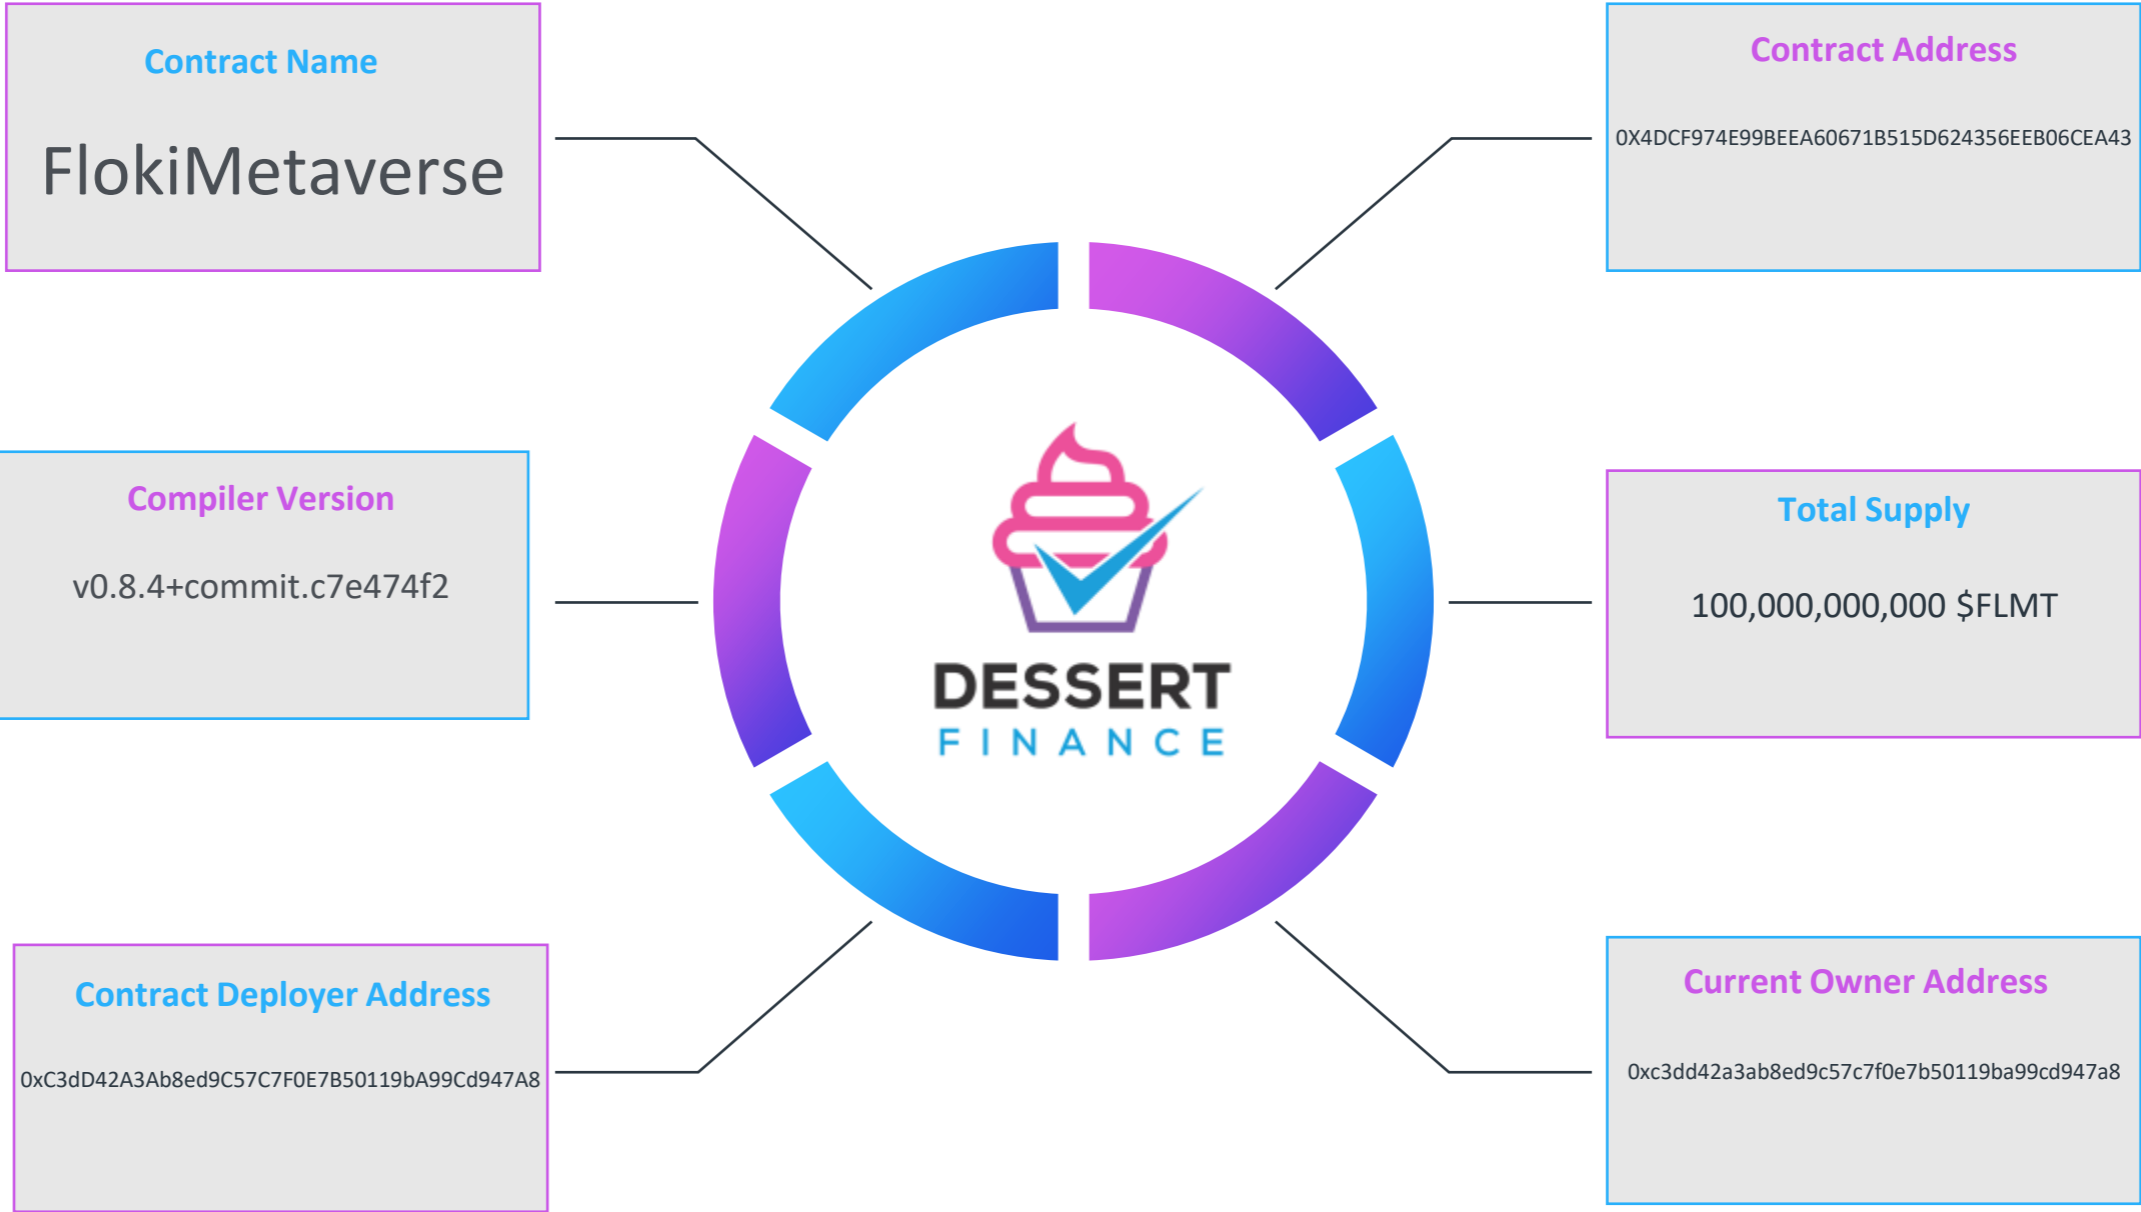 Contract Name
FlokiMetaverse
Contract Address
0X4DCF974E99BEEA60671B515D624356EEB06CEA43
Compiler Version
v0.8.4+commit.c7e474f2
Total Supply
100,000,000,000 $FLMT
DESSERT
FINANCE
Contract Deployer Address
0xC3dD42A3Ab8ed9C57C7F0E7B50119bA99Cd947A8
Current Owner Address
0xc3dd42a3ab8ed9c57c7f0e7b50119ba99cd947a8